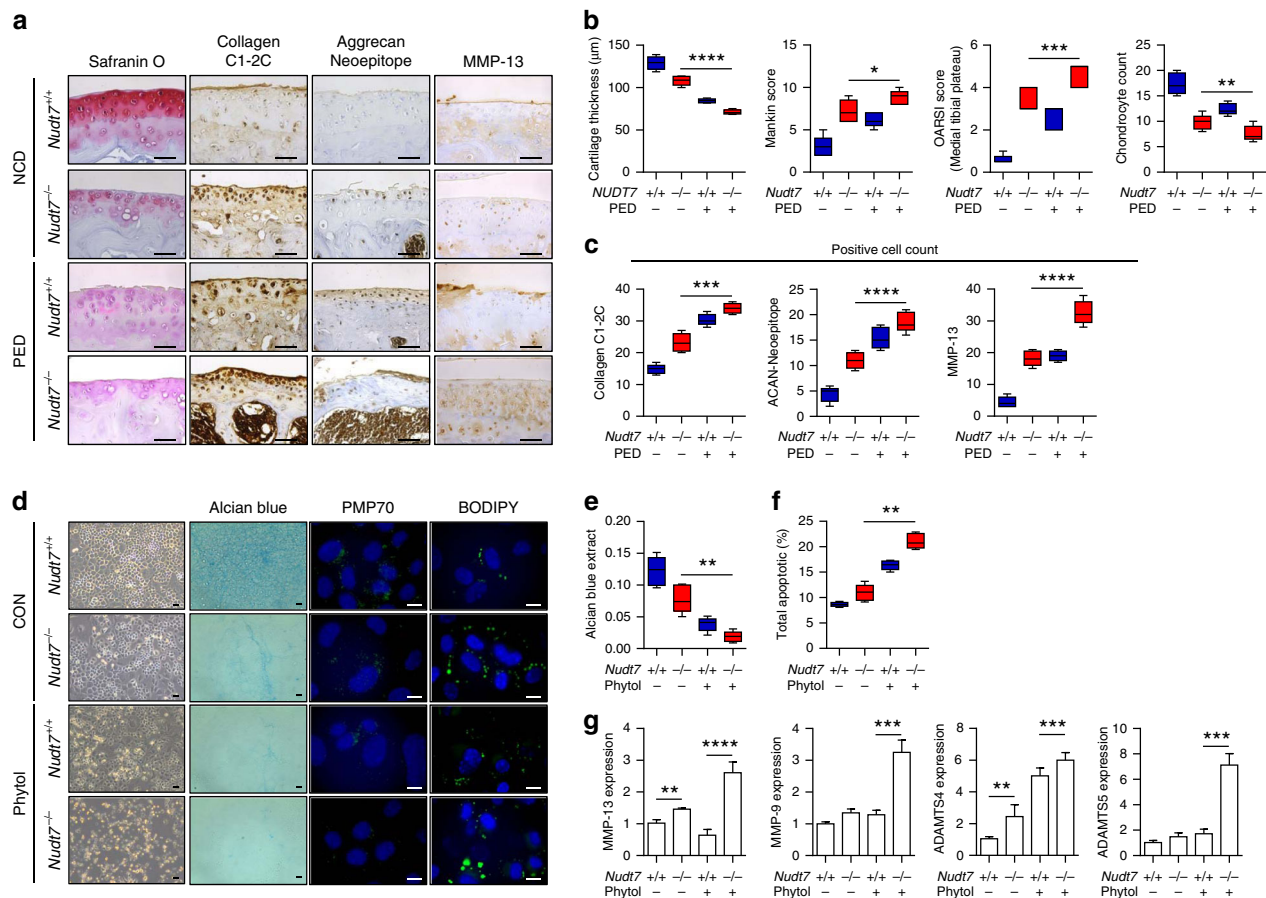 a
Safranin O
Collagen C1-2C
Aggrecan Neoepitope
MMP-13
NCD
Nudt7+/+
Nudt7–/–
PED
Nudt7+/+
Nudt7–/–
b
Cartilage thickness (µm)
150
100
50
0
****
NUDT7 +/+ –/– +/+ –/–
PED – – + +
Mankin score
15
10
5
0
*
Nudt7 +/+ –/– +/+ –/–
PED – – + +
OARSI score
(Medial tibial plateau)
6
4
2
0
***
Nudt7 +/+ –/– +/+ –/–
PED – – + +
Chondrocyte count
25
20
15
10
5
0
**
Nudt7 +/+ –/– +/+ –/–
PED – – + +
c
Positive cell count
Collagen C1-2C
40
30
20
10
0
***
Nudt7 +/+ –/– +/+ –/–
PED – – + +
ACAN-Neoepitope
25
20
15
10
5
0
****
Nudt7 +/+ –/– +/+ –/–
PED – – + +
MMP-13
40
30
20
10
0
****
Nudt7 +/+ –/– +/+ –/–
PED – – + +
d
Alcian blue
PMP70
BODIPY
CON
Nudt7+/+
Nudt7–/–
Phytol
Nudt7+/+
Nudt7–/–
e
Alcian blue extract
0.20
0.15
0.10
0.05
0.00
**
Nudt7 +/+ –/– +/+ –/–
Phytol – – + +
f
Total apoptotic (%)
25
20
15
10
5
0
**
Nudt7 +/+ –/– +/+ –/–
Phytol – – + +
g
MMP-13 expression
4
3
2
1
0
**
****
Nudt7 +/+ –/– +/+ –/–
Phytol – – + +
MMP-9 expression
4
3
2
1
0
***
Nudt7 +/+ –/– +/+ –/–
Phytol – – + +
ADAMTS4 expression
8
6
4
2
0
**
***
Nudt7 +/+ –/– +/+ –/–
Phytol – – + +
ADAMTS5 expression
10
8
6
4
2
0
***
Nudt7 +/+ –/– +/+ –/–
Phytol – – + +